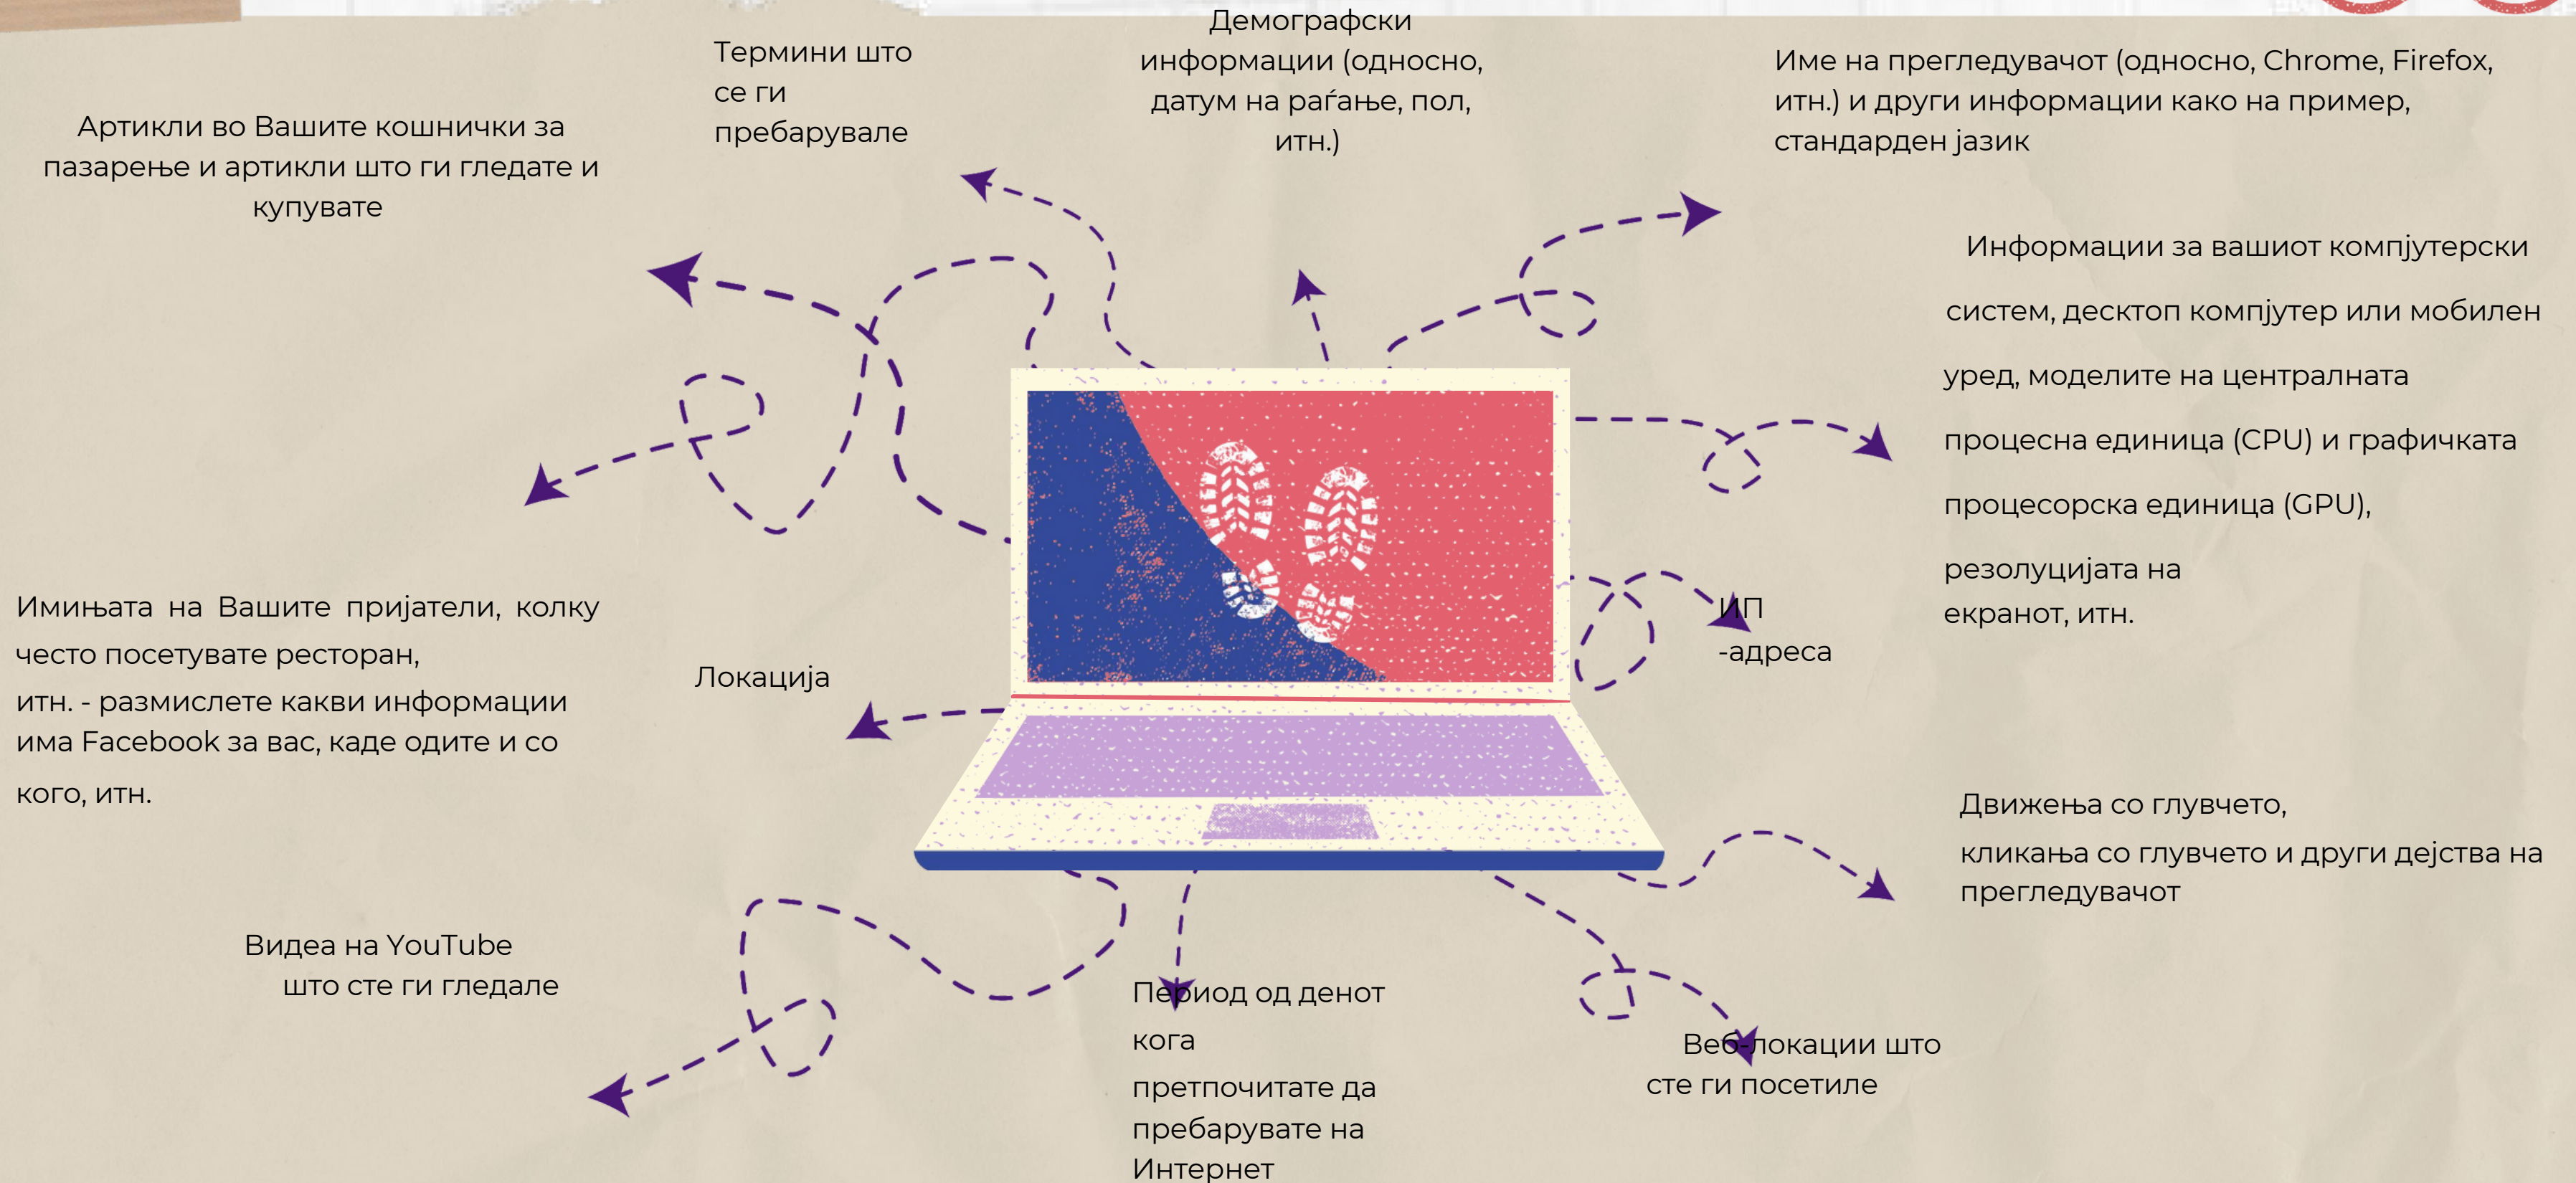 Артикли во Вашите кошнички за
пазарење и артикли што ги гледате и
купувате
Термини што
се ги
пребарувале
Демографски
информации (односно,
датум на раѓање, пол,
итн.)
Име на прегледувачот (односно, Chrome, Firefox,
итн.) и други информации како на пример,
стандарден јазик
Информации за вашиот компјутерски
систем, десктоп компјутер или мобилен
уред, моделите на централната
процесна единица (CPU) и графичката
процесорска единица (GPU),
резолуцијата на
екранот, итн.
Имињата на Вашите пријатели, колку
често посетувате ресторан,
итн. - размислете какви информации
има Facebook за вас, каде одите и со
кого, итн.
Локација
ИП
-адреса
Движења со глувчето,
кликања со глувчето и други дејства на
прегледувачот
Видеа на YouTube
што сте ги гледале
Период од денот
кога
претпочитате да
пребарувате на
Интернет
Веб-локации што
сте ги посетиле